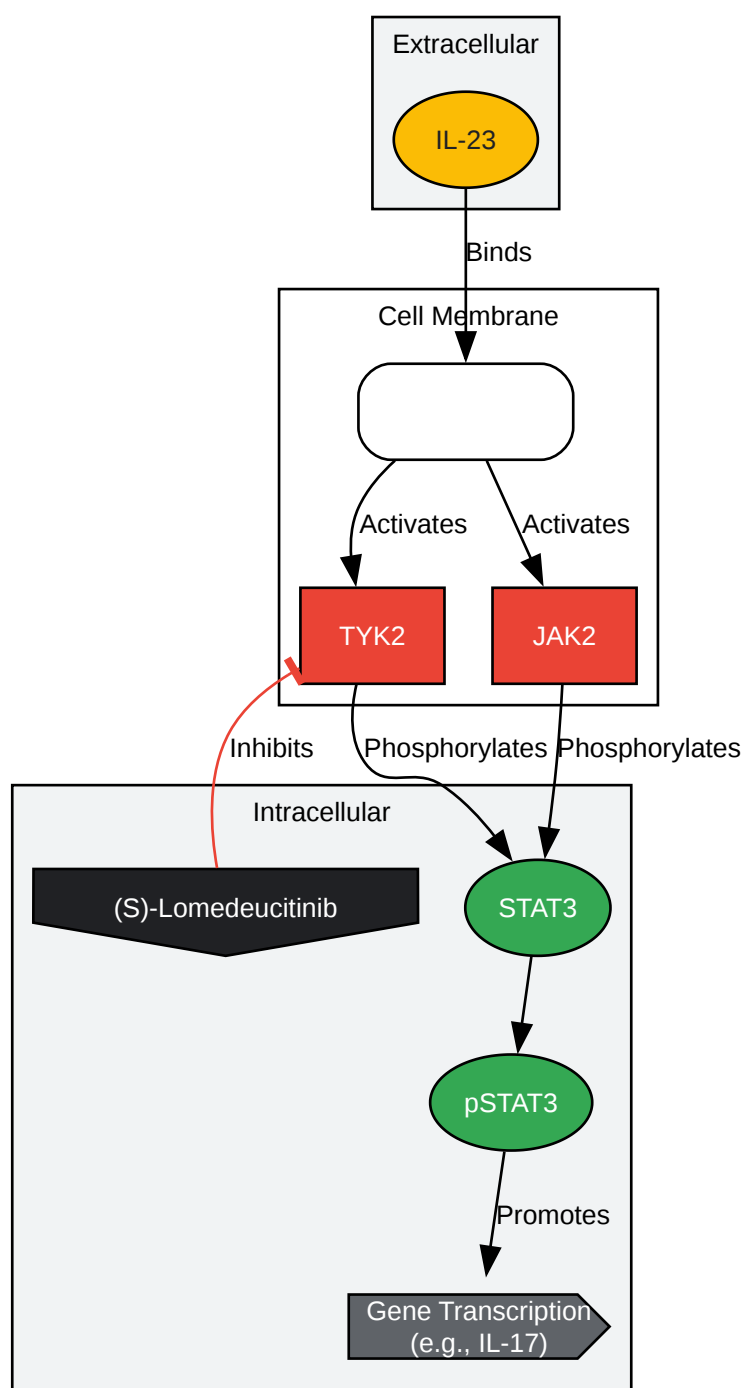 Extracellular
IL-23
Binds
Cell Membrane
Activates
Activates
TYK2
JAK2
Inhibits
Phosphorylates
Phosphorylates
Intracellular
(S)-Lomedeucitinib
STAT3
pSTAT3
Promotes
Gene Transcription
(e.g., IL-17)